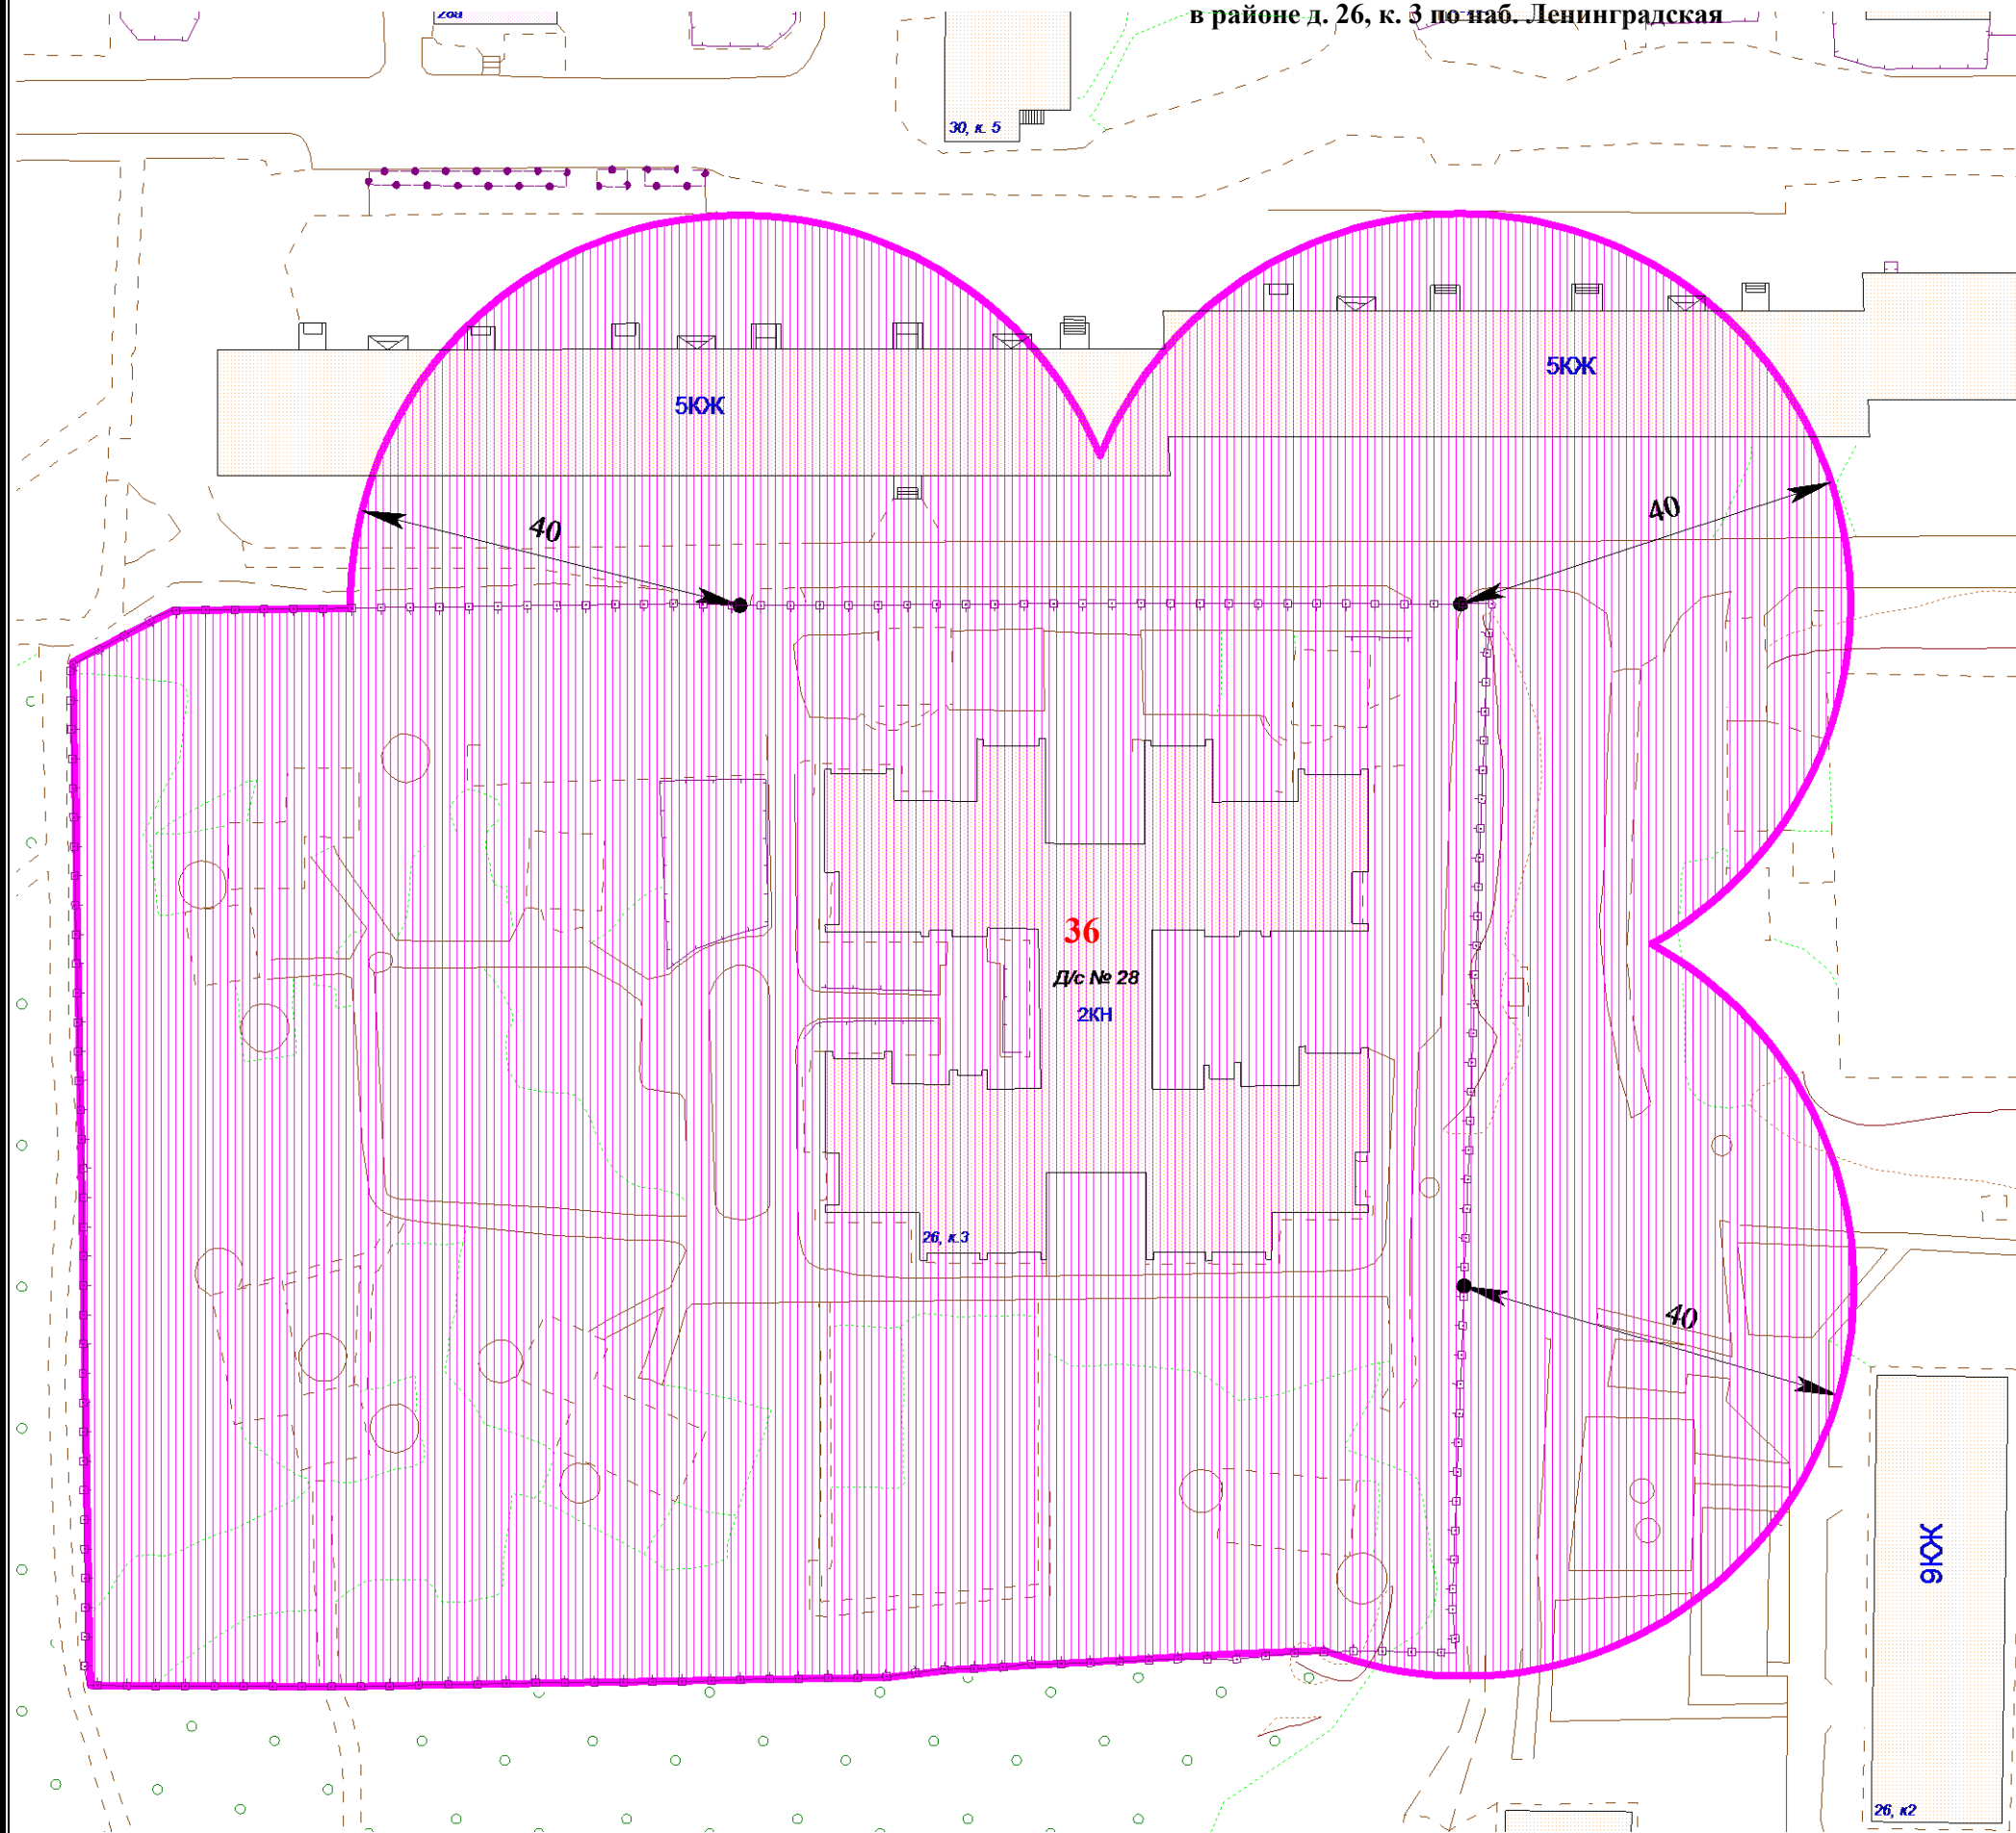 28а
в районе д. 26, к. 3 по наб. Ленинградская
30, к. 5
5КЖ
5КЖ
40
40
36
Д/с № 28
2КН
26, к.3
40
9КЖ
26, к2